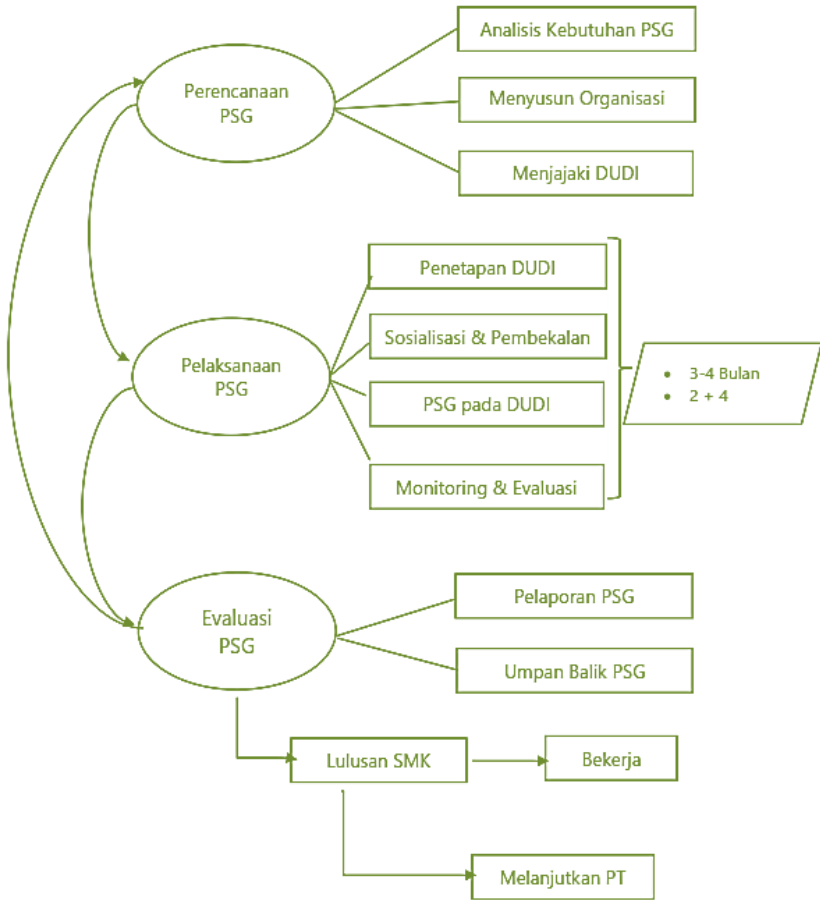 Perencanaan
PSG
Analisis Kebutuhan PSG
Menyusun Organisasi
Menjajaki DUDI
Pelaksanaan
PSG
Penetapan DUDI
Sosialisasi & Pembekalan
PSG pada DUDI
Monitoring & Evaluasi
• 3-4 Bulan
• 2 + 4
Evaluasi
PSG
Pelaporan PSG
Umpan Balik PSG
Lulusan SMK
Bekerja
Melanjutkan PT